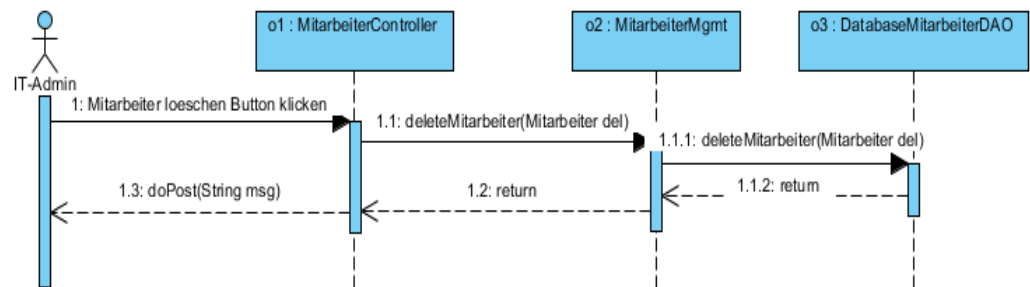 o1 : MitarbeiterController
o2 : MitarbeiterMgmt
o3 : DatabaseMitarbeiterDAO
IT-Admin
1: Mitarbeiter loeschen Button klicken
1.1: deleteMitarbeiter(Mitarbeiter del)
1.1.1: deleteMitarbeiter(Mitarbeiter del)
1.3: doPost(String msg)
1.2: return
1.1.2: return